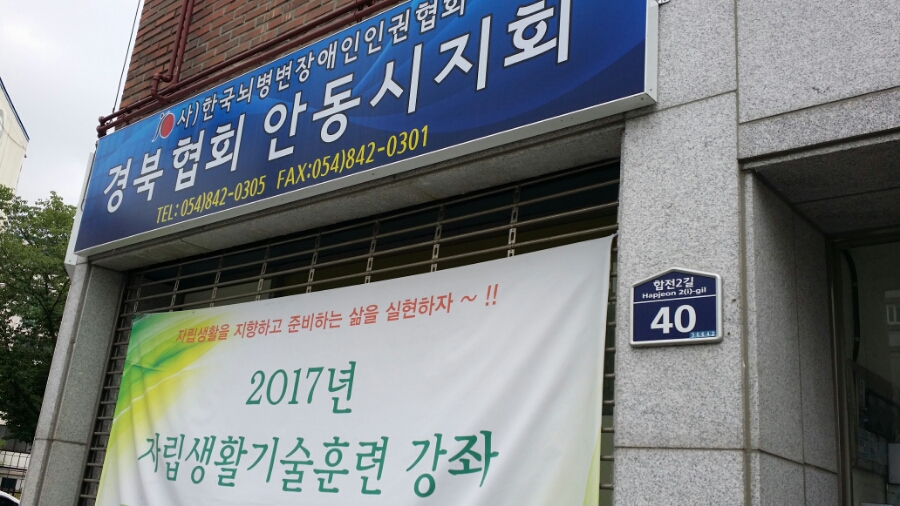 사)한국뇌병변장애인인권협회
경북협회 안동시지회
TEL: 054)842-0305 FAX:054)842-0301
자립생활을 지향하고 준비하는 삶을 실현하자 ~ !!
2017년
자립생활기술훈련 강좌
합전2길
Hapjeon 2(i)-gil
40